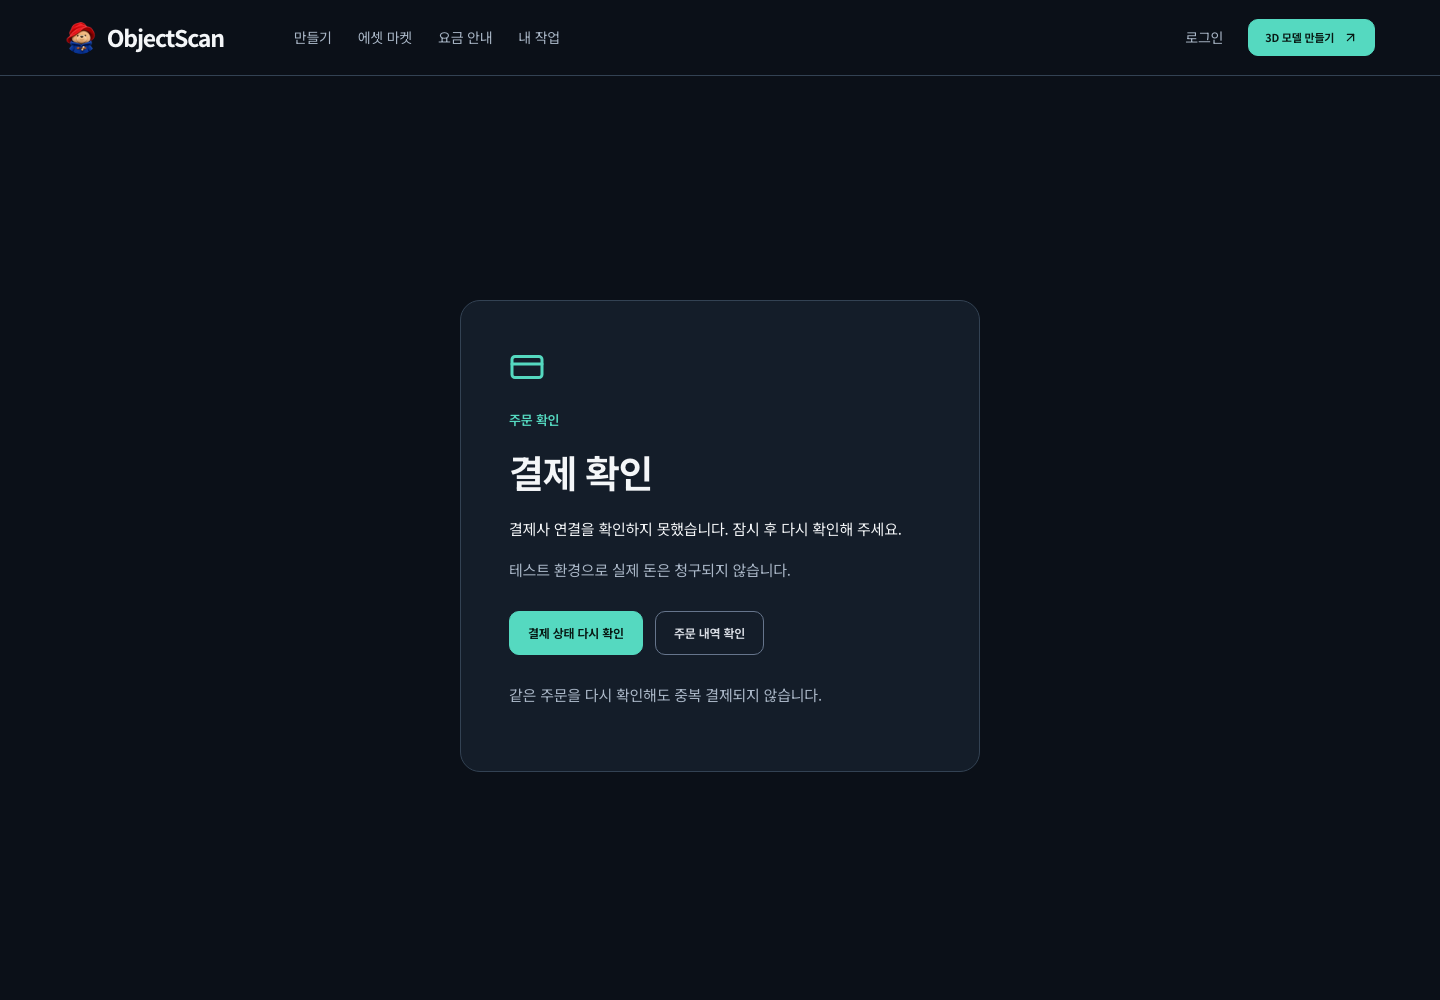 ObjectScan
만들기
에셋 마켓
요금 안내
내 작업
로그인
3D 모델 만들기
주문 확인
결제 확인
결제사 연결을 확인하지 못했습니다. 잠시 후 다시 확인해 주세요.
테스트 환경으로 실제 돈은 청구되지 않습니다.
결제 상태 다시 확인
주문 내역 확인
같은 주문을 다시 확인해도 중복 결제되지 않습니다.